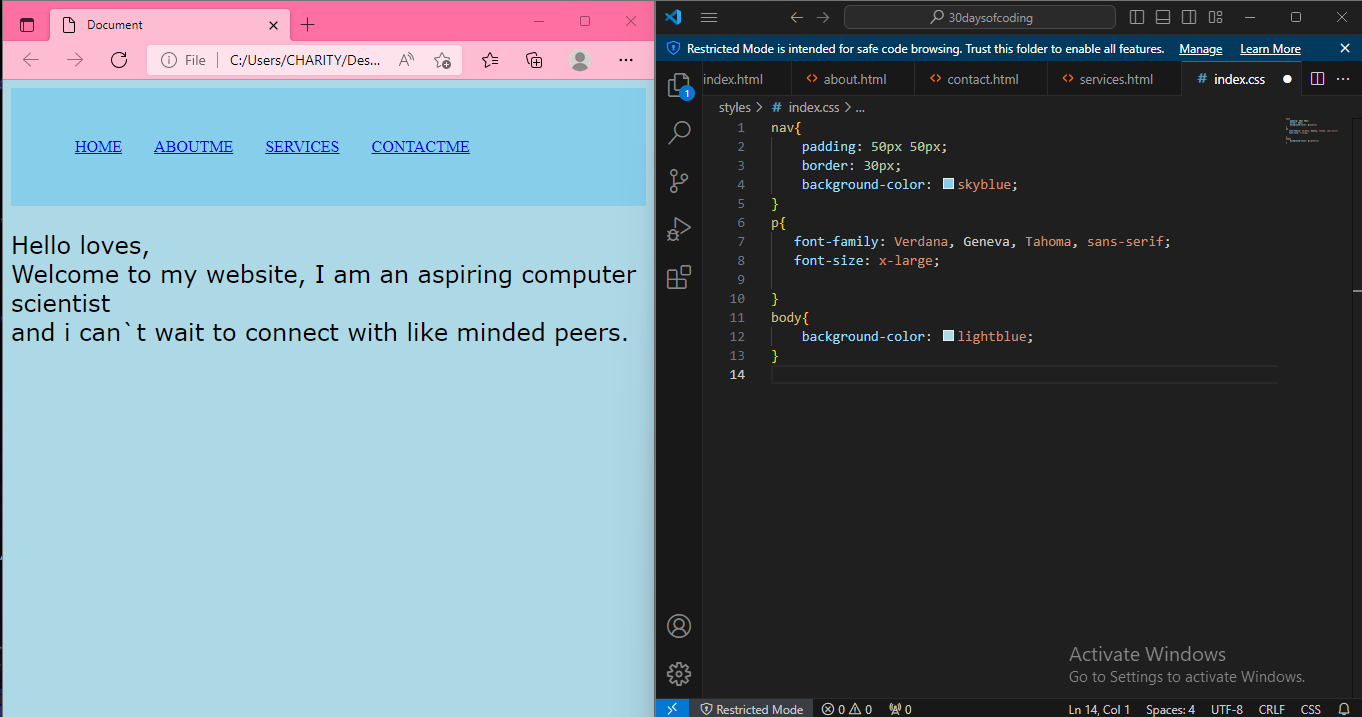 Document
File
C:/Users/CHARITY/Des...
HOME ABOUTME SERVICES CONTACTME
Hello loves,
Welcome to my website, I am an aspiring computer
scientist
and i can`t wait to connect with like minded peers.
30daysofcoding
Restricted Mode is intended for safe code browsing. Trust this folder to enable all features. Manage Learn More
1
index.html about.html contact.html services.html # index.css
styles > # index.css > ...
1 nav{
2 padding: 50px 50px;
3 border: 30px;
4 background-color: skyblue;
5 }
6 p{
7 font-family: Verdana, Geneva, Tahoma, sans-serif;
8 font-size: x-large;
9
10 }
11 body{
12 background-color: lightblue;
13 }
14
Activate Windows
Go to Settings to activate Windows.
Restricted Mode 0 0 0 Ln 14, Col 1 Spaces: 4 UTF-8 CRLF CSS